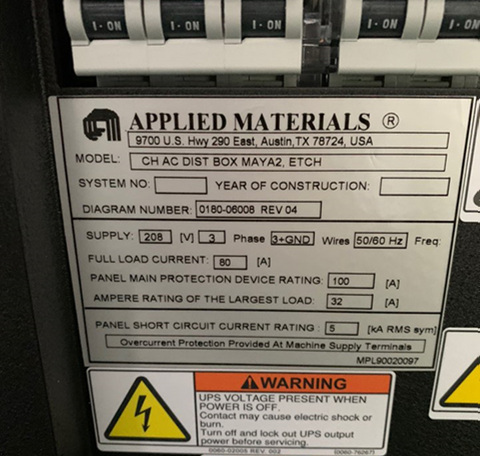 I·ON I·ON I·ON I·ON I·ON
APPLIED MATERIALS ®
9700 U.S. Hwy 290 East, Austin,TX 78724, USA
MODEL: CH AC DIST BOX MAYA2, ETCH
SYSTEM NO: YEAR OF CONSTRUCTION:
DIAGRAM NUMBER: 0180-06008 REV 04
SUPPLY: 208 [V] 3 Phase 3+GND Wires 50/60 Hz Freq
FULL LOAD CURRENT: 80 [A]
PANEL MAIN PROTECTION DEVICE RATING: 100 [A]
AMPERE RATING OF THE LARGEST LOAD: 32 [A]
PANEL SHORT CIRCUIT CURRENT RATING : 5 [kA RMS sym]
Overcurrent Protection Provided At Machine Supply Terminals
MPL90020097
WARNING
UPS VOLTAGE PRESENT WHEN
POWER IS OFF.
Contact may cause electric shock or
burn.
Turn off and lock out UPS output
power before servicing.
REV. 002